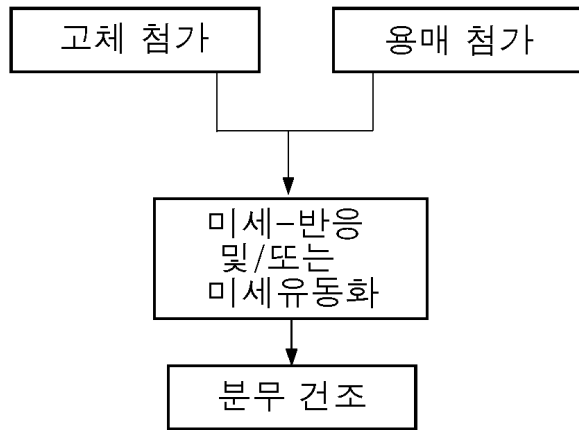 고체 첨가
용매 첨가
미세-반응
및/또는
미세유동화
분무 건조